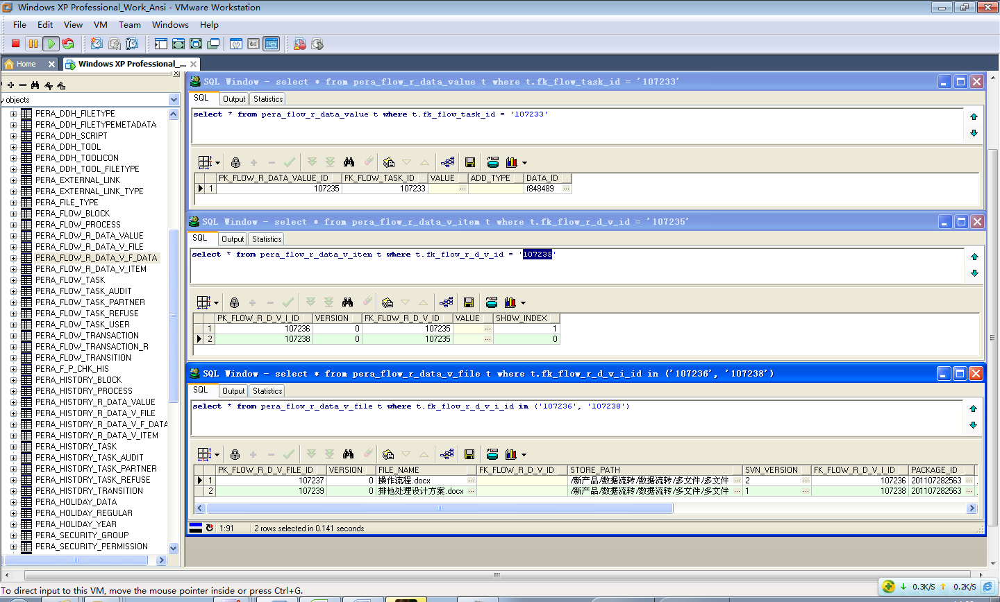 Windows XP Professional_Work_Ansi - VMware Workstation
File Edit View VM Team Windows Help
Home Windows XP Professional_...
objects
PERA_DDH_FILETYPE
PERA_DDH_FILETYPEMETADATA
PERA_DDH_SCRIPT
PERA_DDH_TOOL
PERA_DDH_TOOLICON
PERA_DDH_TOOL_FILETYPE
PERA_EXTERNAL_LINK
PERA_EXTERNAL_LINK_TYPE
PERA_FILE_TYPE
PERA_FLOW_BLOCK
PERA_FLOW_PROCESS
PERA_FLOW_R_DATA_VALUE
PERA_FLOW_R_DATA_V_FILE
PERA_FLOW_R_DATA_V_F_DATA
PERA_FLOW_R_DATA_V_ITEM
PERA_FLOW_TASK
PERA_FLOW_TASK_AUDIT
PERA_FLOW_TASK_PARTNER
PERA_FLOW_TASK_REFUSE
PERA_FLOW_TASK_USER
PERA_FLOW_TRANSACTION
PERA_FLOW_TRANSACTION_R
PERA_FLOW_TRANSITION
PERA_F_P_CHK_HIS
PERA_HISTORY_BLOCK
PERA_HISTORY_PROCESS
PERA_HISTORY_R_DATA_VALUE
PERA_HISTORY_R_DATA_V_FILE
PERA_HISTORY_R_DATA_V_F_DATA
PERA_HISTORY_R_DATA_V_ITEM
PERA_HISTORY_TASK
PERA_HISTORY_TASK_AUDIT
PERA_HISTORY_TASK_PARTNER
PERA_HISTORY_TASK_REFUSE
PERA_HISTORY_TRANSITION
PERA_HOLIDAY_DATA
PERA_HOLIDAY_REGULAR
PERA_HOLIDAY_YEAR
PERA_SECURITY_GROUP
PERA_SECURITY_PERMISSION
SQL Window - select * from pera_flow_r_data_value t where t.fk_flow_task_id = '107233'
SQL Output Statistics
select * from pera_flow_r_data_value t where t.fk_flow_task_id = '107233'
PK_FLOW_R_DATA_VALUE_ID FK_FLOW_TASK_ID VALUE ADD_TYPE DATA_ID
1 107235 107233 ... f848489 ...
SQL Window - select * from pera_flow_r_data_v_item t where t.fk_flow_r_d_v_id = '107235'
SQL Output Statistics
select * from pera_flow_r_data_v_item t where t.fk_flow_r_d_v_id = '107235'
PK_FLOW_R_D_V_I_ID VERSION FK_FLOW_R_D_V_ID VALUE SHOW_INDEX
1 107236 0 107235 ... 1
2 107238 0 107235 ... 0
SQL Window - select * from pera_flow_r_data_v_file t where t.fk_flow_r_d_v_i_id in ('107236', '107238')
SQL Output Statistics
select * from pera_flow_r_data_v_file t where t.fk_flow_r_d_v_i_id in ('107236', '107238')
PK_FLOW_R_D_V_FILE_ID VERSION FILE_NAME FK_FLOW_R_D_V_ID STORE_PATH SVN_VERSION FK_FLOW_R_D_V_I_ID PACKAGE_ID
1 107237 0 操作流程.docx ... /新产品/数据流转/数据流转/多文件/多文件 ... 2 ... 107236 201107282563 ...
2 107239 0 排他处理设计方案.docx ... /新产品/数据流转/数据流转/多文件/多文件 ... 1 ... 107238 201107282563 ...
1:91 2 rows selected in 0.141 seconds
To direct input to this VM, move the mouse pointer inside or press Ctrl+G.
0.3K/S 0.2K/S